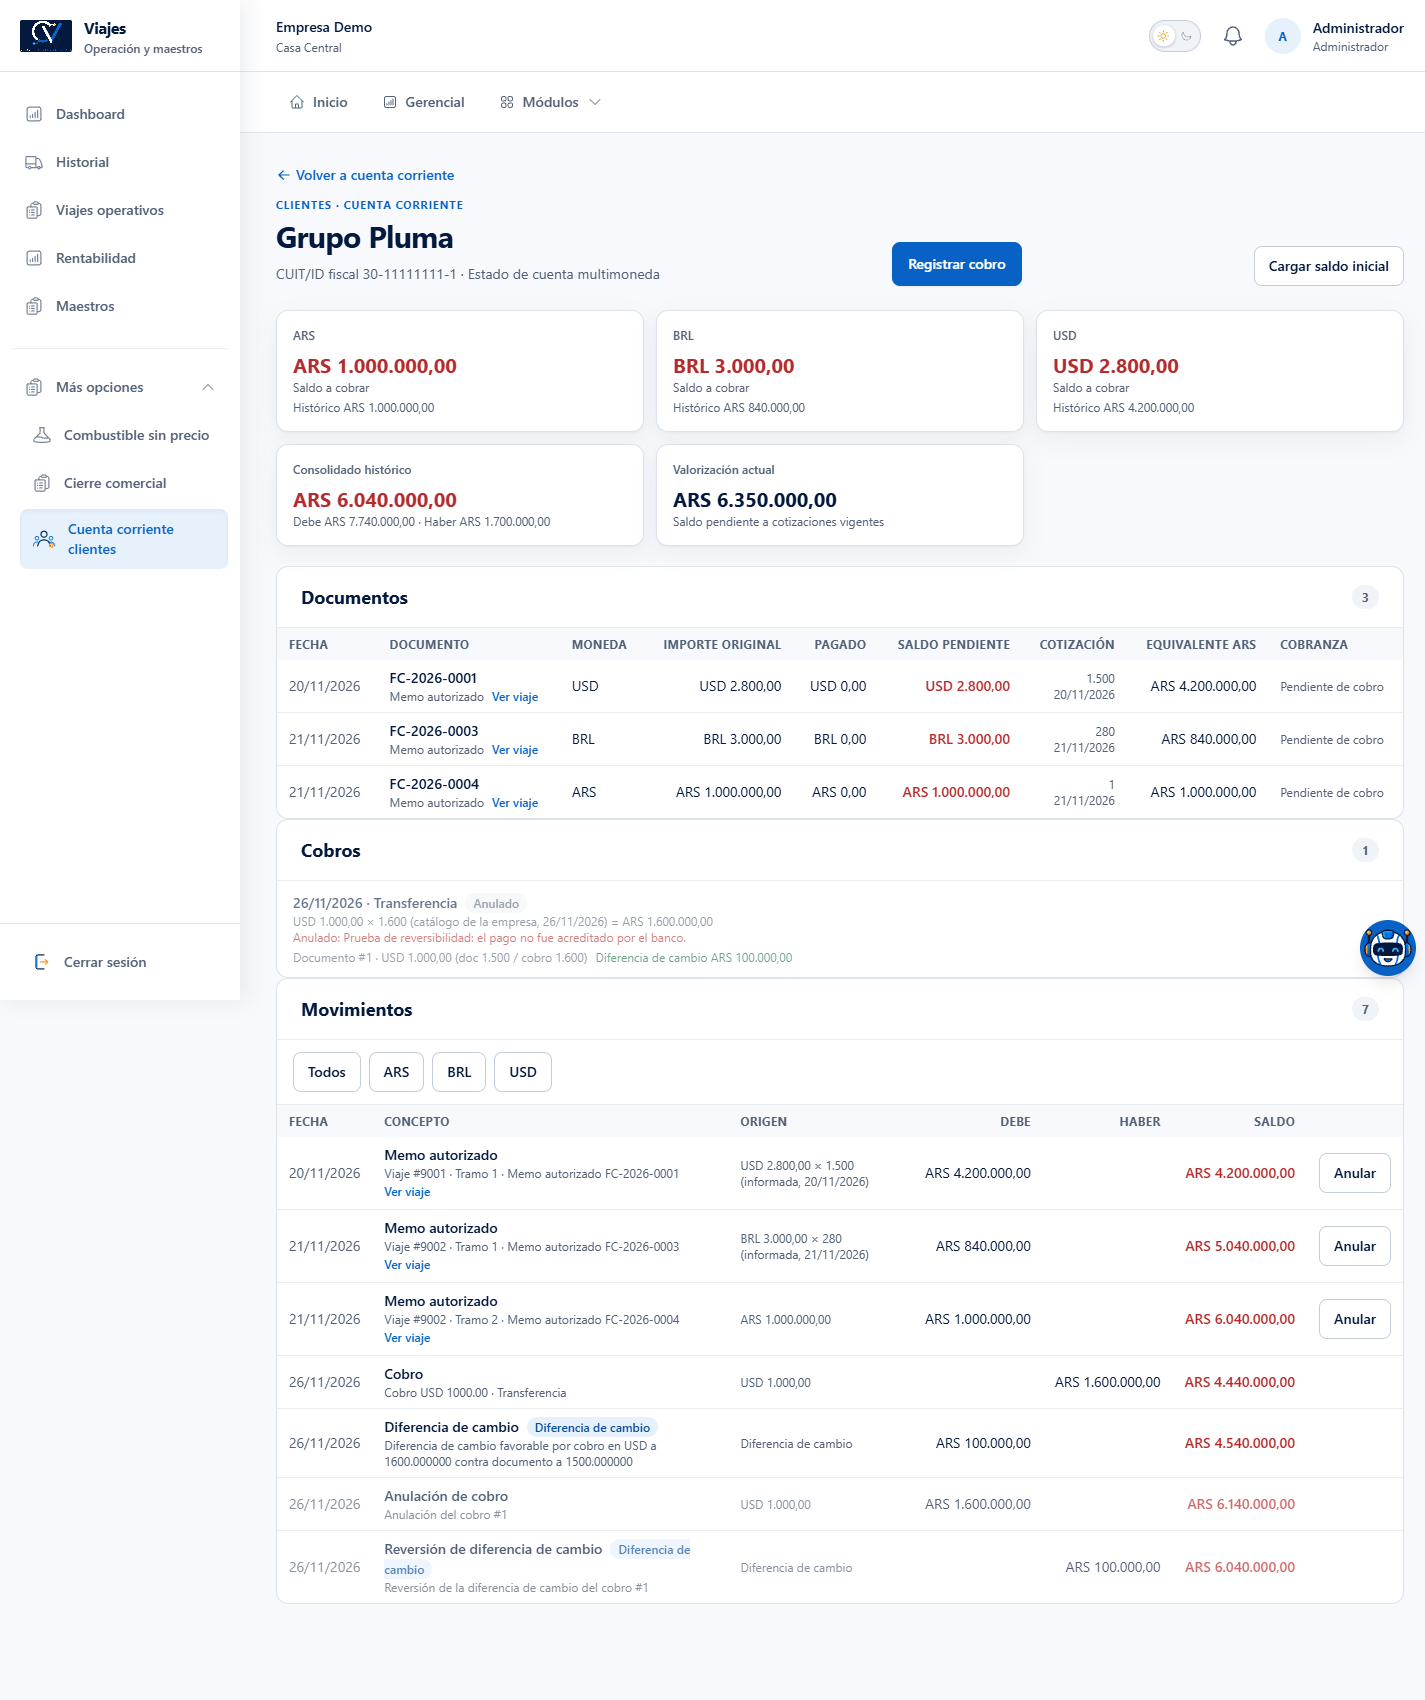 Viajes
Operación y maestros
Empresa Demo
Casa Central
A
Administrador
Administrador
Inicio
Gerencial
Módulos
Dashboard
Historial
Viajes operativos
Rentabilidad
Maestros
Más opciones
Combustible sin precio
Cierre comercial
Cuenta corriente
clientes
Cerrar sesión
← Volver a cuenta corriente
CLIENTES · CUENTA CORRIENTE
Grupo Pluma
CUIT/ID fiscal 30-11111111-1 · Estado de cuenta multimoneda
Registrar cobro
Cargar saldo inicial
ARS
ARS 1.000.000,00
Saldo a cobrar
Histórico ARS 1.000.000,00
BRL
BRL 3.000,00
Saldo a cobrar
Histórico ARS 840.000,00
USD
USD 2.800,00
Saldo a cobrar
Histórico ARS 4.200.000,00
Consolidado histórico
ARS 6.040.000,00
Debe ARS 7.740.000,00 · Haber ARS 1.700.000,00
Valorización actual
ARS 6.350.000,00
Saldo pendiente a cotizaciones vigentes
Documentos 3
FECHA DOCUMENTO MONEDA IMPORTE ORIGINAL PAGADO SALDO PENDIENTE COTIZACIÓN EQUIVALENTE ARS COBRANZA
20/11/2026 FC-2026-0001 Memo autorizado Ver viaje USD USD 2.800,00 USD 0,00 USD 2.800,00 1.500 20/11/2026 ARS 4.200.000,00 Pendiente de cobro
21/11/2026 FC-2026-0003 Memo autorizado Ver viaje BRL BRL 3.000,00 BRL 0,00 BRL 3.000,00 280 21/11/2026 ARS 840.000,00 Pendiente de cobro
21/11/2026 FC-2026-0004 Memo autorizado Ver viaje ARS ARS 1.000.000,00 ARS 0,00 ARS 1.000.000,00 1 21/11/2026 ARS 1.000.000,00 Pendiente de cobro
Cobros 1
26/11/2026 · Transferencia Anulado
USD 1.000,00 × 1.600 (catálogo de la empresa, 26/11/2026) = ARS 1.600.000,00
Anulado: Prueba de reversibilidad: el pago no fue acreditado por el banco.
Documento #1 · USD 1.000,00 (doc 1.500 / cobro 1.600) Diferencia de cambio ARS 100.000,00
Movimientos 7
Todos ARS BRL USD
FECHA CONCEPTO ORIGEN DEBE HABER SALDO
20/11/2026 Memo autorizado Viaje #9001 · Tramo 1 · Memo autorizado FC-2026-0001 Ver viaje USD 2.800,00 × 1.500 (informada, 20/11/2026) ARS 4.200.000,00 ARS 4.200.000,00 Anular
21/11/2026 Memo autorizado Viaje #9002 · Tramo 1 · Memo autorizado FC-2026-0003 Ver viaje BRL 3.000,00 × 280 (informada, 21/11/2026) ARS 840.000,00 ARS 5.040.000,00 Anular
21/11/2026 Memo autorizado Viaje #9002 · Tramo 2 · Memo autorizado FC-2026-0004 Ver viaje ARS 1.000.000,00 ARS 1.000.000,00 ARS 6.040.000,00 Anular
26/11/2026 Cobro Cobro USD 1000.00 · Transferencia USD 1.000,00 ARS 1.600.000,00 ARS 4.440.000,00
26/11/2026 Diferencia de cambio Diferencia de cambio Diferencia de cambio favorable por cobro en USD a 1600.000000 contra documento a 1500.000000 Diferencia de cambio ARS 100.000,00 ARS 4.540.000,00
26/11/2026 Anulación de cobro Anulación del cobro #1 USD 1.000,00 ARS 1.600.000,00 ARS 6.140.000,00
26/11/2026 Reversión de diferencia de cambio Diferencia de cambio Reversión de la diferencia de cambio del cobro #1 Diferencia de cambio ARS 100.000,00 ARS 6.040.000,00